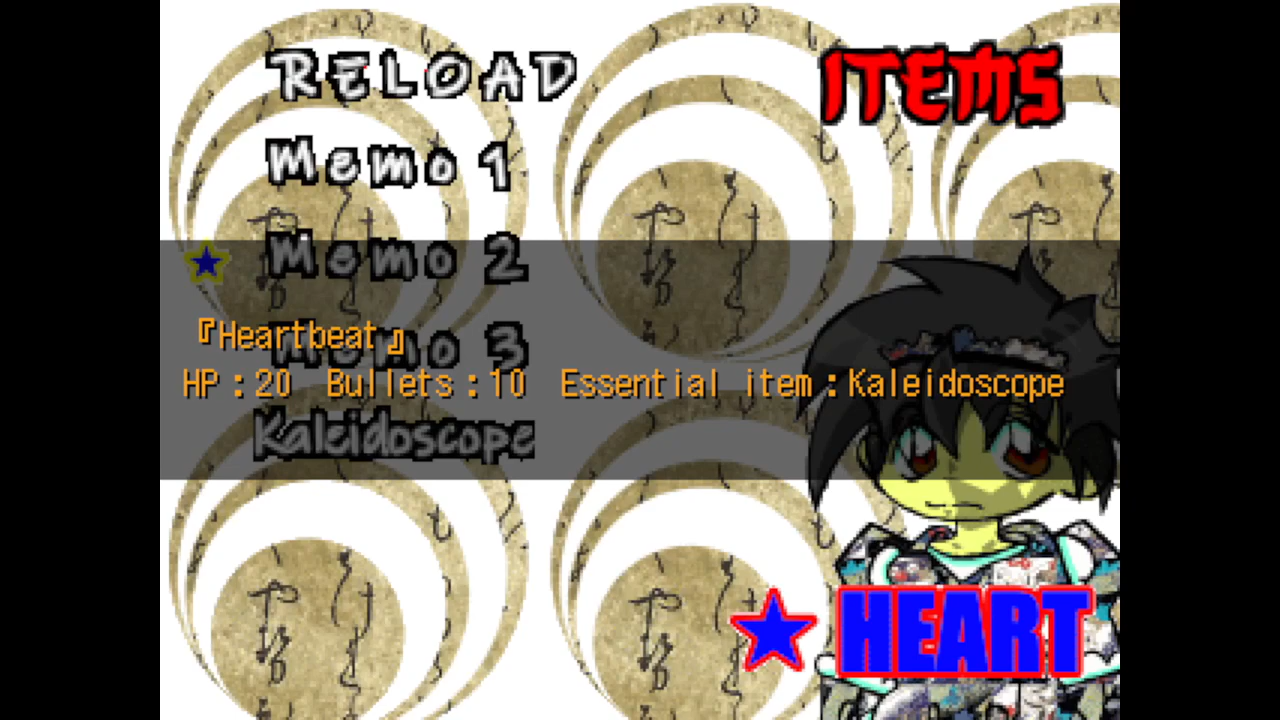 RELOAD
ITEMS
Memo 1
Memo 2
『Heartbeat』
Memo 3
HP：20 Bullets：10 Essential item：Kaleidoscope
Kaleidoscope
HEART